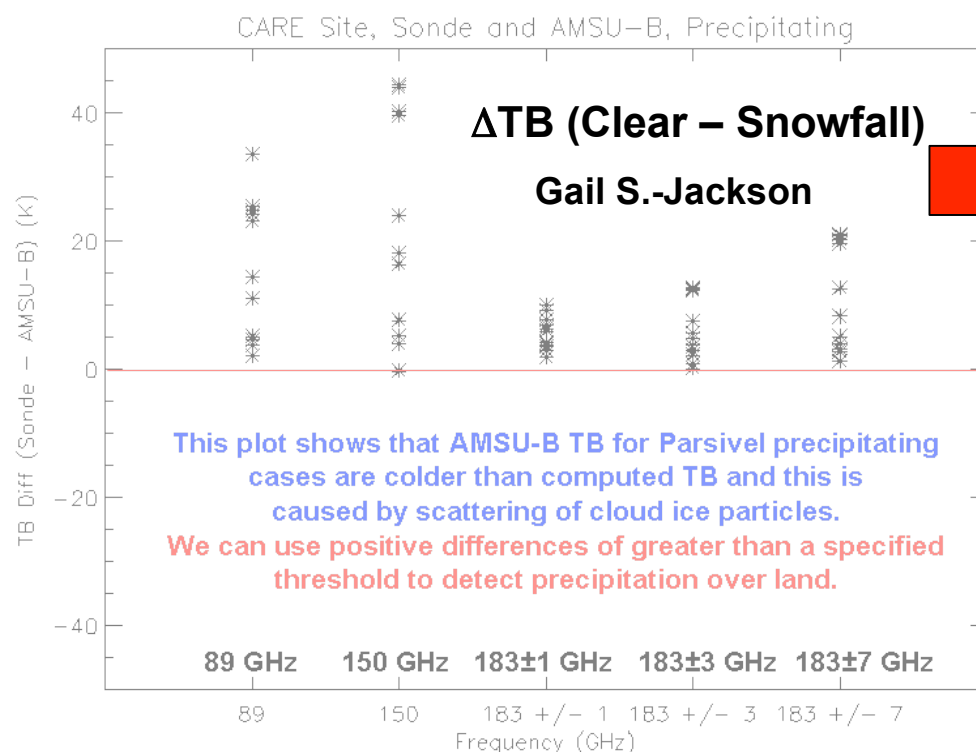 CARE Site, Sonde and AMSU-B, Precipitating
ΔTB (Clear – Snowfall)
Gail S.-Jackson
TB Diff (Sonde - AMSU-B) (K)
40
20
0
-20
-40
This plot shows that AMSU-B TB for Parsivel precipitating
cases are colder than computed TB and this is
caused by scattering of cloud ice particles.
We can use positive differences of greater than a specified
threshold to detect precipitation over land.
89 GHz 150 GHz 183±1 GHz 183±3 GHz 183±7 GHz
89 150 183 +/- 1 183 +/- 3 183 +/- 7
Frequency (GHz)